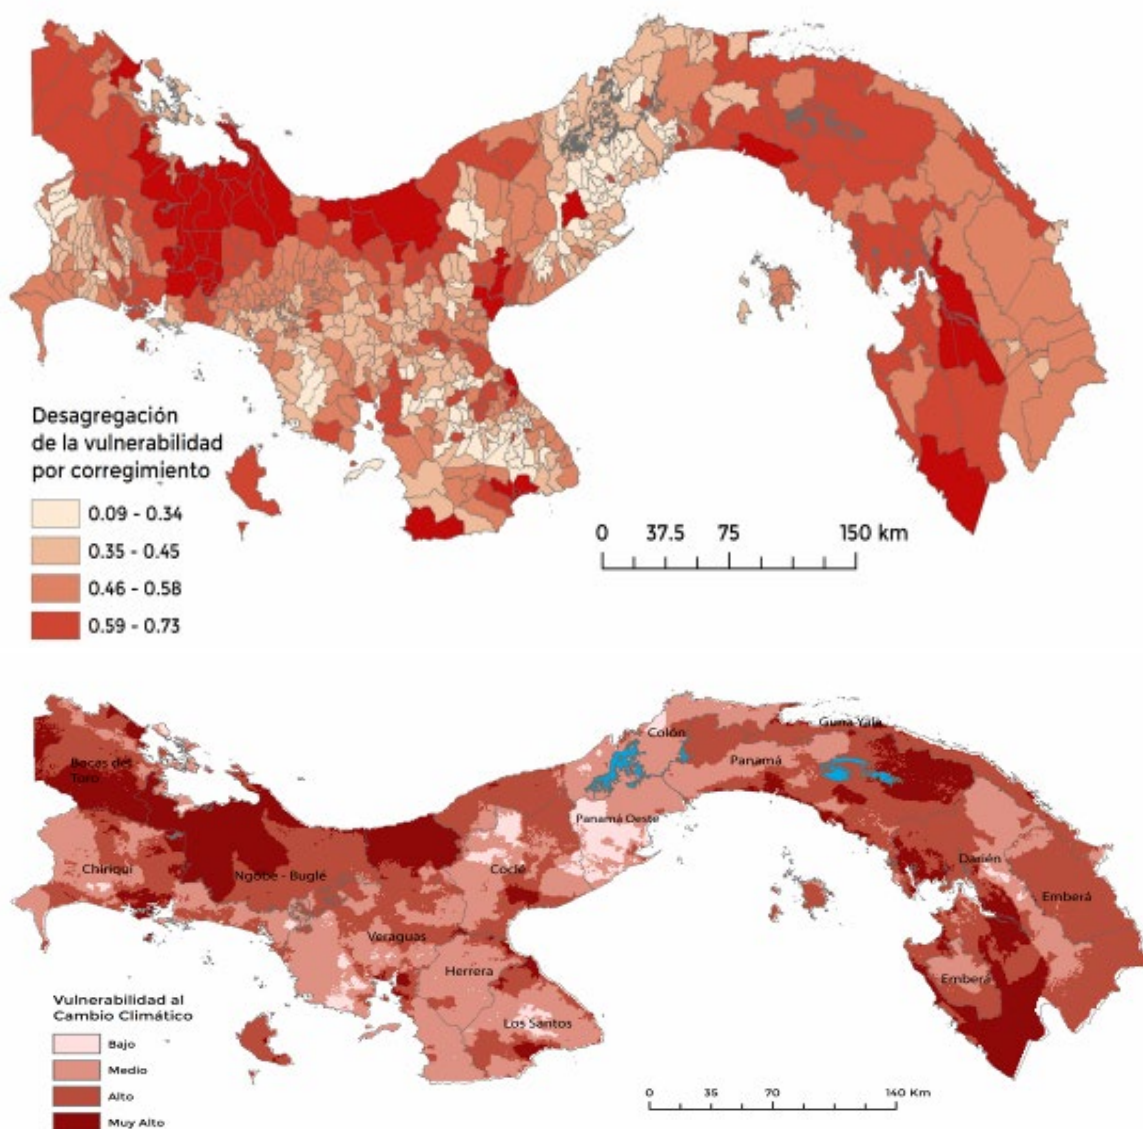 Desagregación
de la vulnerabilidad
por corregimiento
0.09 - 0.34
0.35 - 0.45
0.46 - 0.58
0.59 - 0.73
0 37.5 75 150 km
Guna Yala
Colón
Bocas del
Toro
Panamá
Panamá Oeste
Chiriquí
Ngöbe - Buglé
Coclé
Darién
Emberá
Veraguas
Herrera
Emberá
Los Santos
Vulnerabilidad al
Cambio Climático
Bajo
Medio
Alto
Muy Alto
0 35 70 140 Km